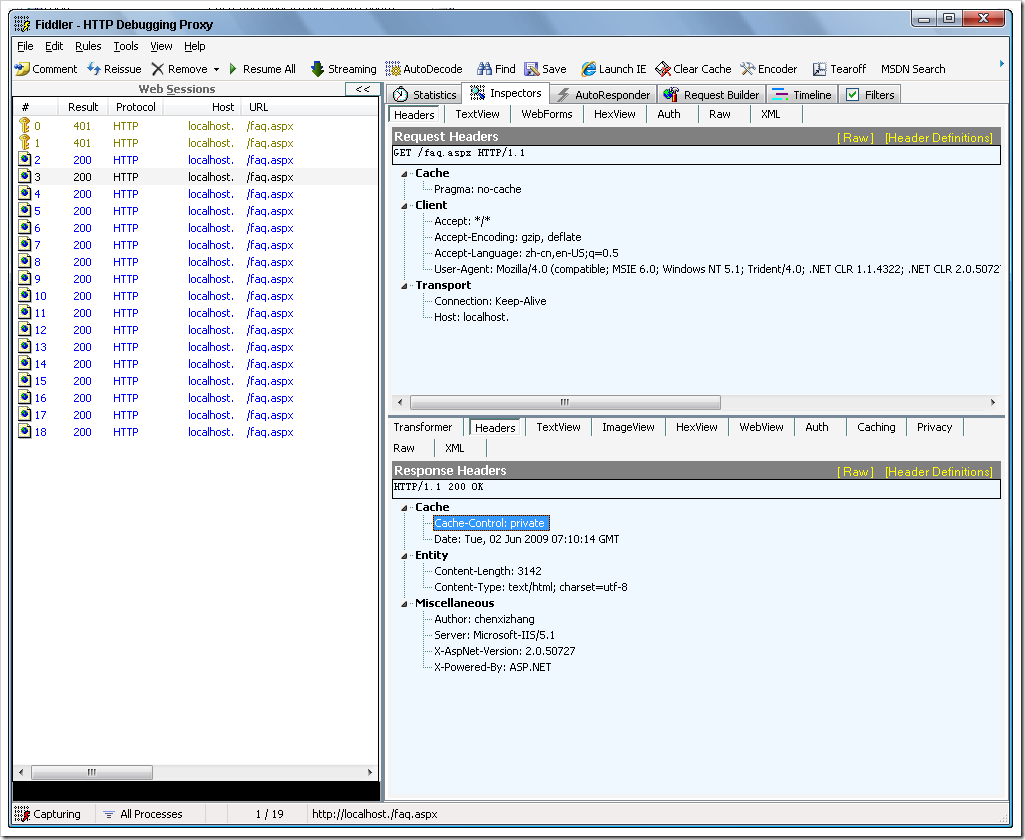 Fiddler - HTTP Debugging Proxy
File Edit Rules Tools View Help
Comment Reissue Remove Resume All Streaming AutoDecode Find Save Launch IE Clear Cache Encoder Tearoff MSDN Search
Web Sessions <<
# Result Protocol Host URL
0 401 HTTP localhost. /faq.aspx
1 401 HTTP localhost. /faq.aspx
2 200 HTTP localhost. /faq.aspx
3 200 HTTP localhost. /faq.aspx
4 200 HTTP localhost. /faq.aspx
5 200 HTTP localhost. /faq.aspx
6 200 HTTP localhost. /faq.aspx
7 200 HTTP localhost. /faq.aspx
8 200 HTTP localhost. /faq.aspx
9 200 HTTP localhost. /faq.aspx
10 200 HTTP localhost. /faq.aspx
11 200 HTTP localhost. /faq.aspx
12 200 HTTP localhost. /faq.aspx
13 200 HTTP localhost. /faq.aspx
14 200 HTTP localhost. /faq.aspx
15 200 HTTP localhost. /faq.aspx
16 200 HTTP localhost. /faq.aspx
17 200 HTTP localhost. /faq.aspx
18 200 HTTP localhost. /faq.aspx
Statistics Inspectors AutoResponder Request Builder Timeline Filters
Headers TextView WebForms HexView Auth Raw XML
Request Headers [ Raw ] [Header Definitions]
GET /faq.aspx HTTP/1.1
Cache
Pragma: no-cache
Client
Accept: */*
Accept-Encoding: gzip, deflate
Accept-Language: zh-cn,en-US;q=0.5
User-Agent: Mozilla/4.0 (compatible; MSIE 6.0; Windows NT 5.1; Trident/4.0; .NET CLR 1.1.4322; .NET CLR 2.0.5072
Transport
Connection: Keep-Alive
Host: localhost.
Transformer Headers TextView ImageView HexView WebView Auth Caching Privacy
Raw XML
Response Headers [ Raw ] [Header Definitions]
HTTP/1.1 200 OK
Cache
Cache-Control: private
Date: Tue, 02 Jun 2009 07:10:14 GMT
Entity
Content-Length: 3142
Content-Type: text/html; charset=utf-8
Miscellaneous
Author: chenxizhang
Server: Microsoft-IIS/5.1
X-AspNet-Version: 2.0.50727
X-Powered-By: ASP.NET
Capturing All Processes 1 / 19 http://localhost./faq.aspx